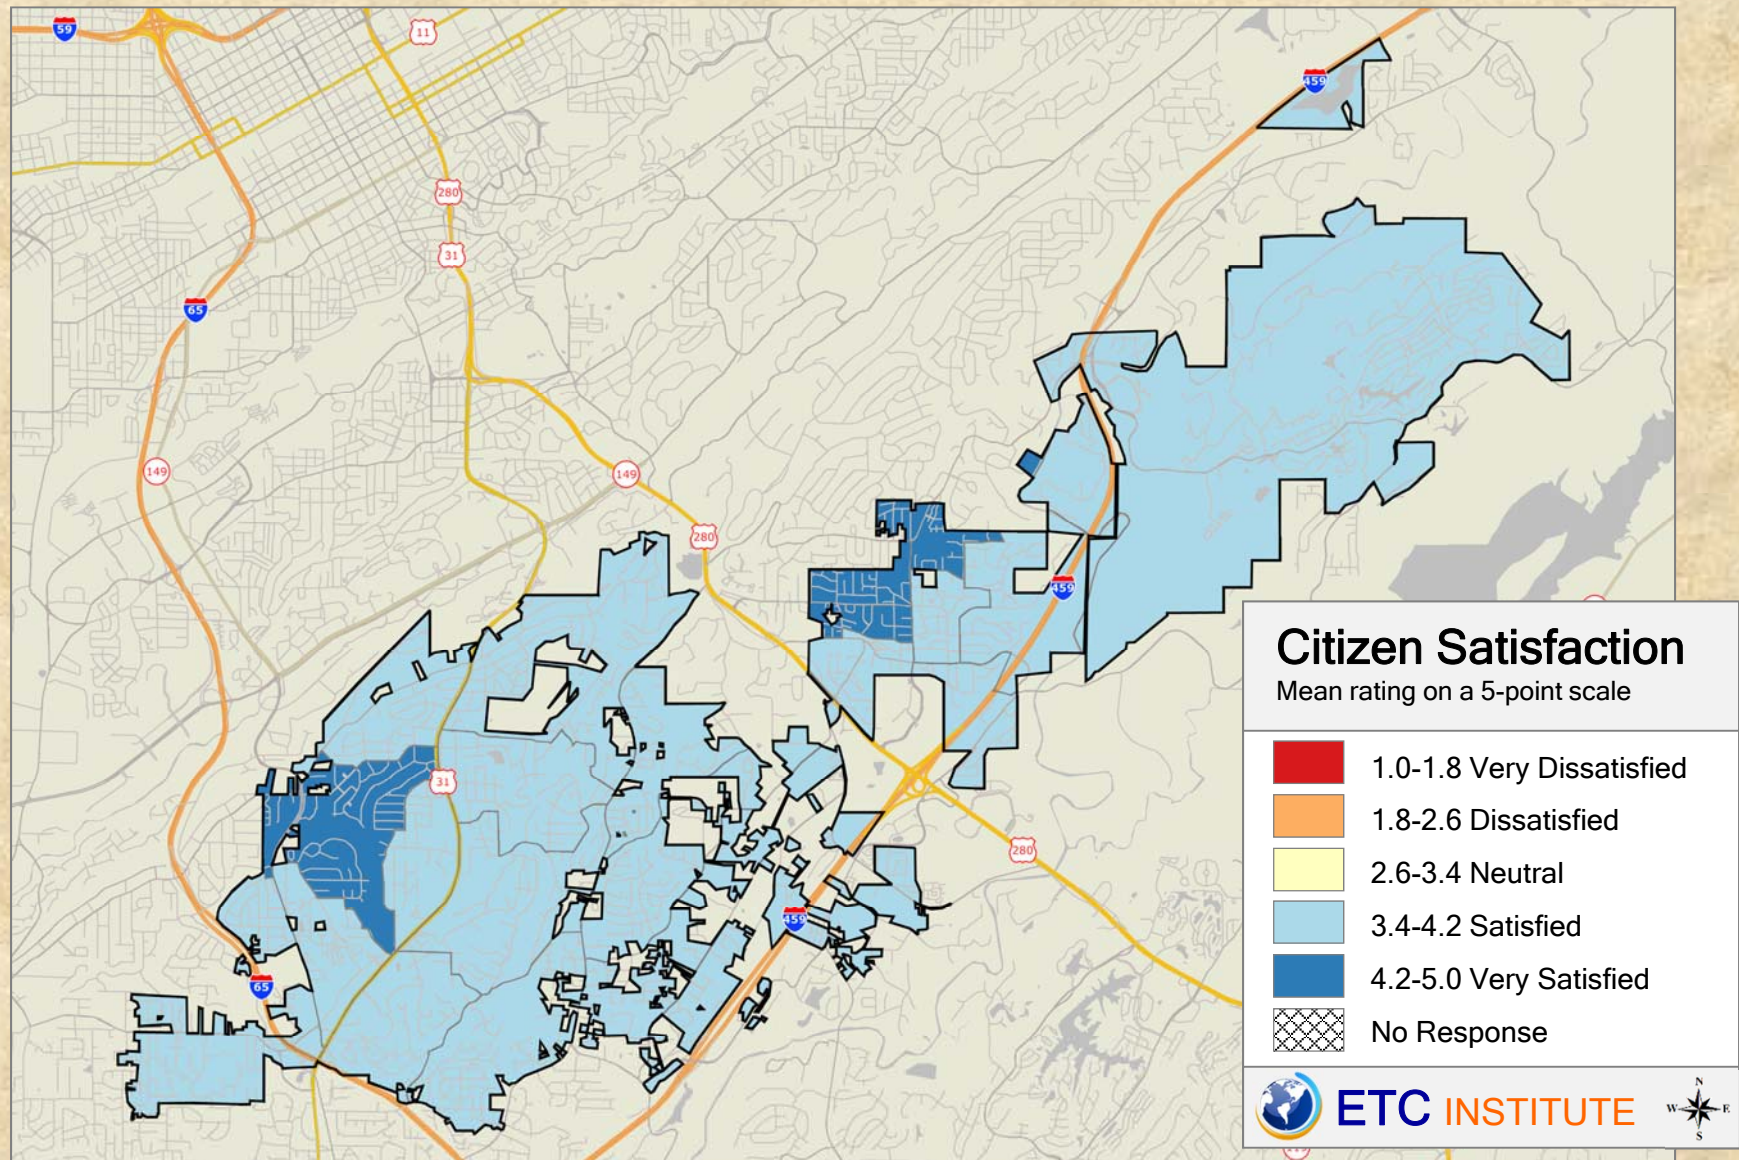 59
11
459
280
31
65
149
149
280
459
31
280
459
65
Citizen Satisfaction
Mean rating on a 5-point scale
1.0-1.8 Very Dissatisfied
1.8-2.6 Dissatisfied
2.6-3.4 Neutral
3.4-4.2 Satisfied
4.2-5.0 Very Satisfied
No Response
ETC INSTITUTE
N
W E
S